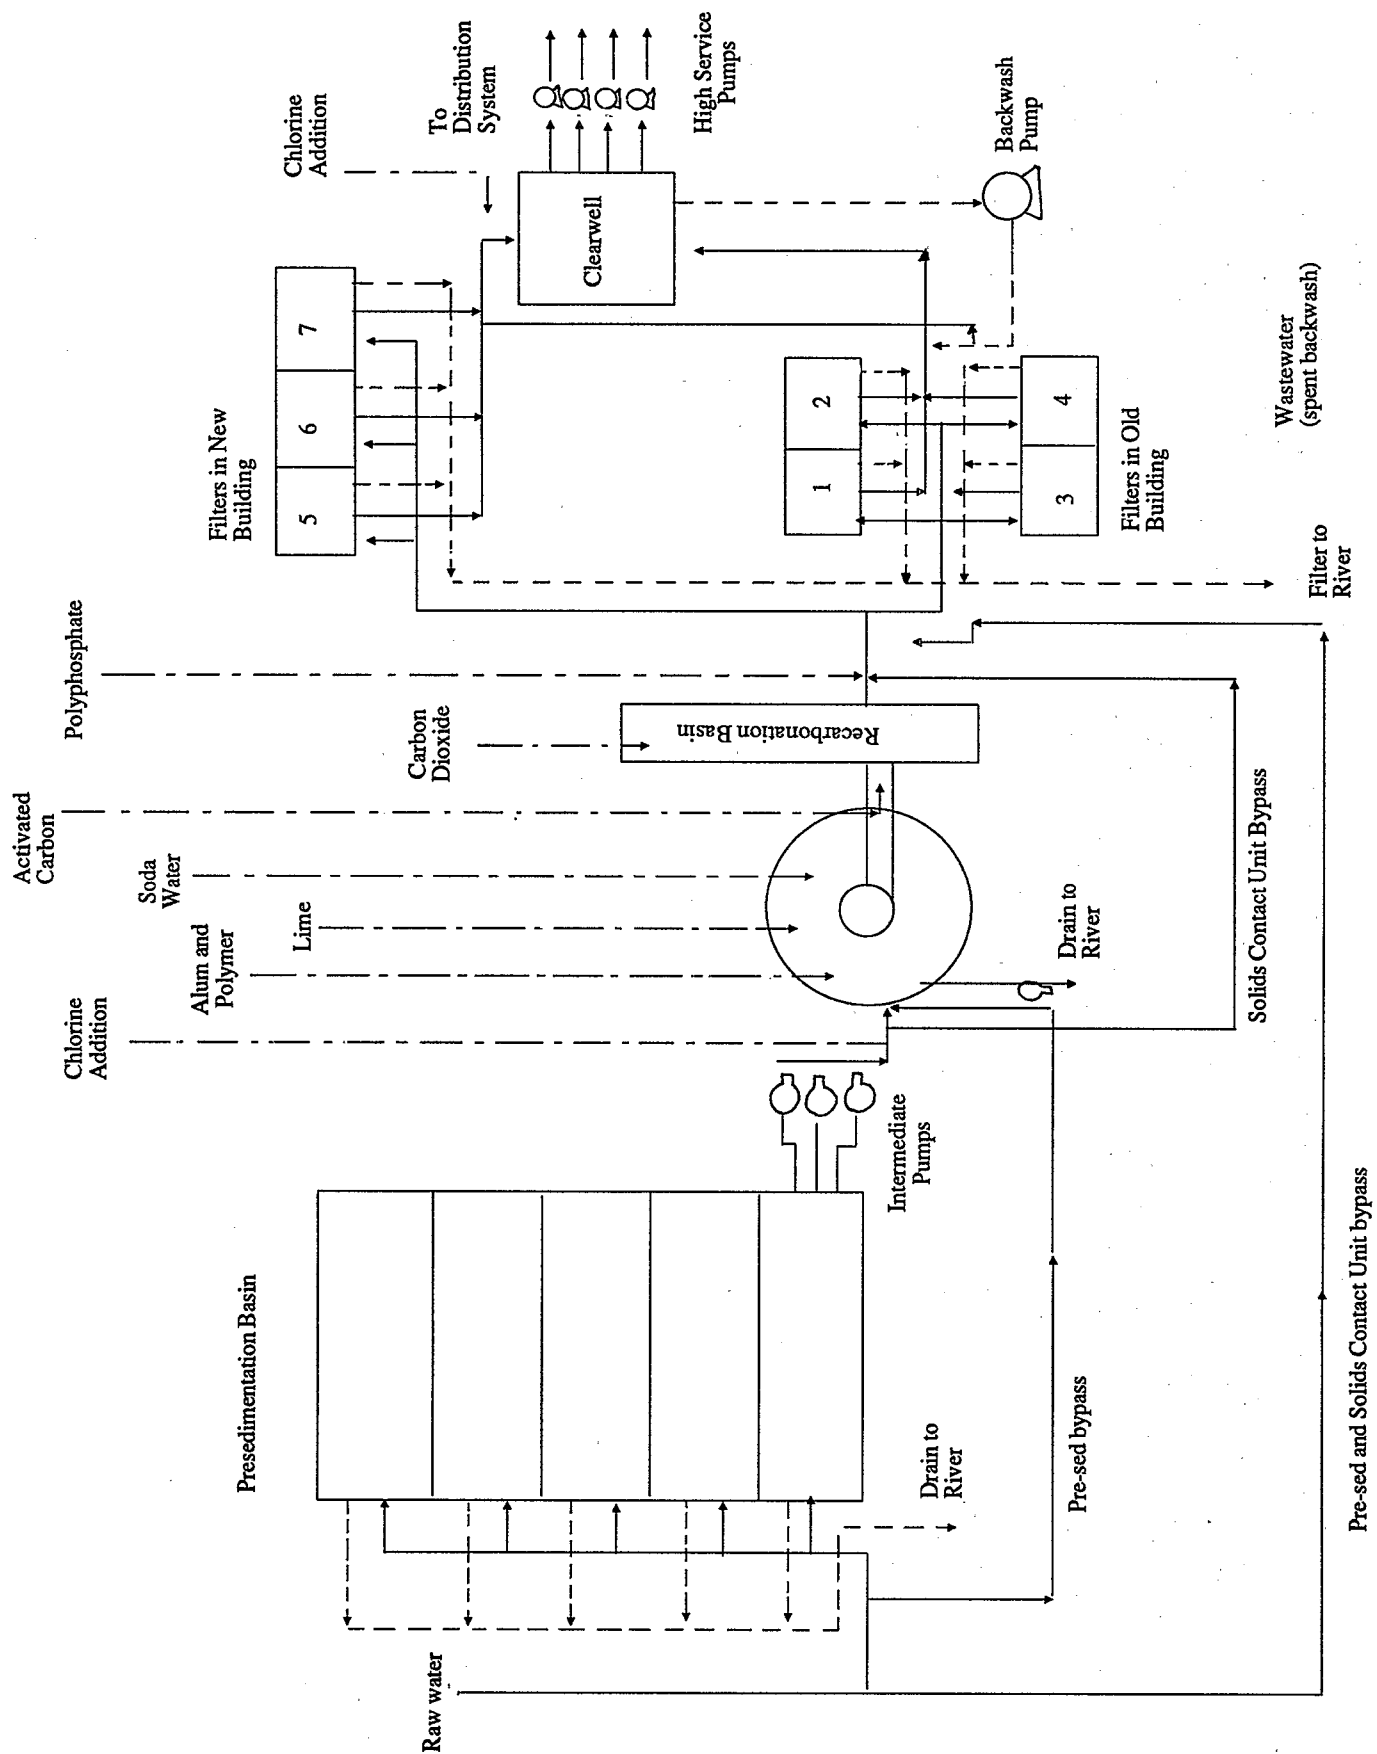 Activated
Carbon
Polyphosphate
Chlorine
Addition
Soda
Water
Alum and
Polymer
Lime
Chlorine
Addition
Filters in New
Building
5
6
7
Presedimentation Basin
Carbon
Dioxide
Recarbonation Basin
To
Distribution
System
Clearwell
High Service
Pumps
Raw water
Intermediate
Pumps
1
2
3
4
Filters in Old
Building
Backwash
Pump
Drain to
River
Drain to
River
Pre-sed bypass
Solids Contact Unit Bypass
Wastewater
(spent backwash)
Filter to
River
Pre-sed and Solids Contact Unit bypass